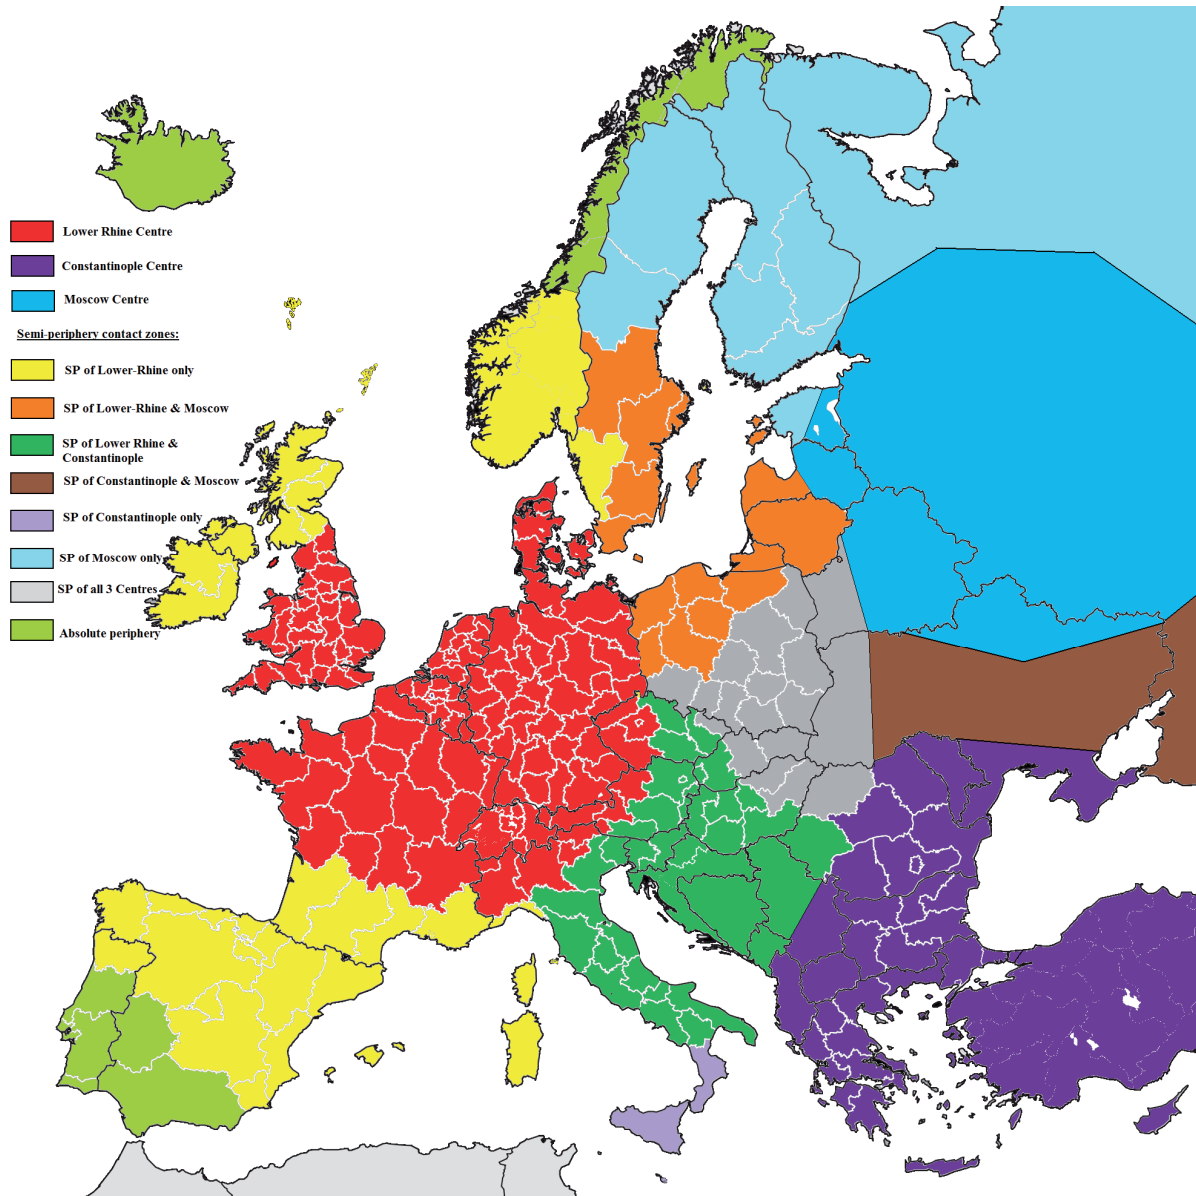 Lower Rhine Centre
Constantinople Centre
Moscow Centre
Semi-periphery contact zones:
SP of Lower-Rhine only
SP of Lower-Rhine & Moscow
SP of Lower Rhine &
Constantinople
SP of Constantinople & Moscow
SP of Constantinople only
SP of Moscow only
SP of all 3 Centres
Absolute periphery